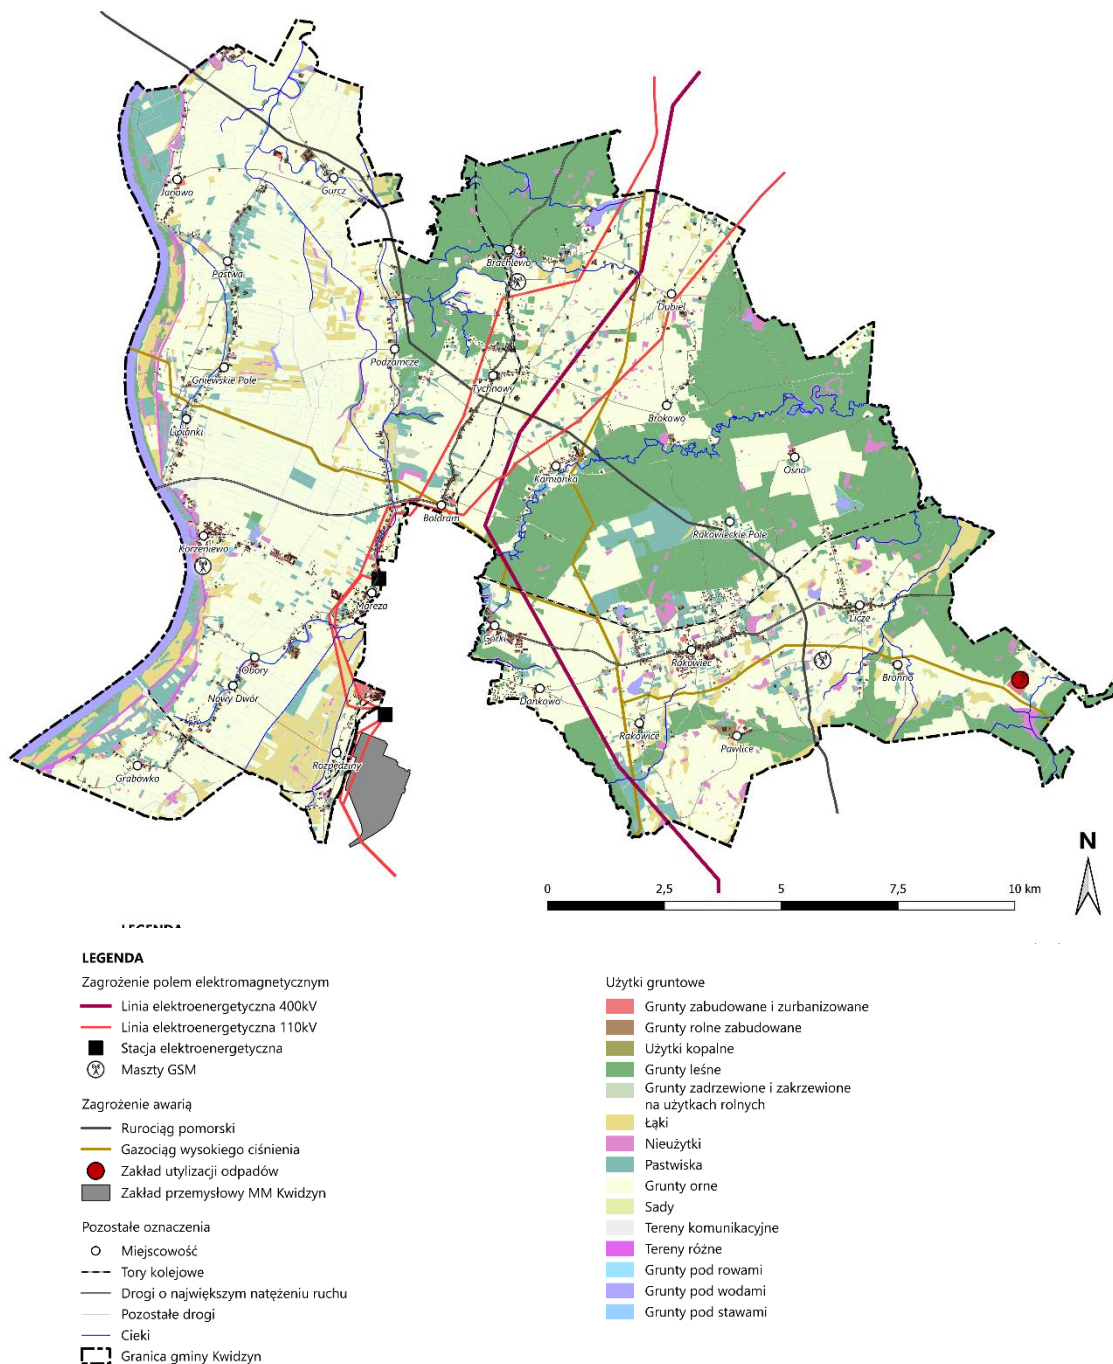 Janowo
Gurcz
Pastwa
Brachlewo
Dubiel
Podzamcze
Gniewskie Pole
Tychnowy
Lipianki
Brokowo
Kamionka
Osno
Baldram
Rakowieckie Pole
Korzeniewo
Mareza
Licze
Górki
Rakowiec
Obory
Bronno
Nowy Dwór
Dankowo
Rakowice
Pawlice
Rozpędziny
Grabówko
N
0 2,5 5 7,5 10 km
LEGENDA
LEGENDA
Zagrożenie polem elektromagnetycznym
Linia elektroenergetyczna 400kV
Linia elektroenergetyczna 110kV
Stacja elektroenergetyczna
Maszty GSM
Zagrożenie awarią
Rurociąg pomorski
Gazociąg wysokiego ciśnienia
Zakład utylizacji odpadów
Zakład przemysłowy MM Kwidzyn
Pozostałe oznaczenia
Miejscowość
Tory kolejowe
Drogi o największym natężeniu ruchu
Pozostałe drogi
Cieki
Granica gminy Kwidzyn
Użytki gruntowe
Grunty zabudowane i zurbanizowane
Grunty rolne zabudowane
Użytki kopalne
Grunty leśne
Grunty zadrzewione i zakrzewione
na użytkach rolnych
Łąki
Nieużytki
Pastwiska
Grunty orne
Sady
Tereny komunikacyjne
Tereny różne
Grunty pod rowami
Grunty pod wodami
Grunty pod stawami